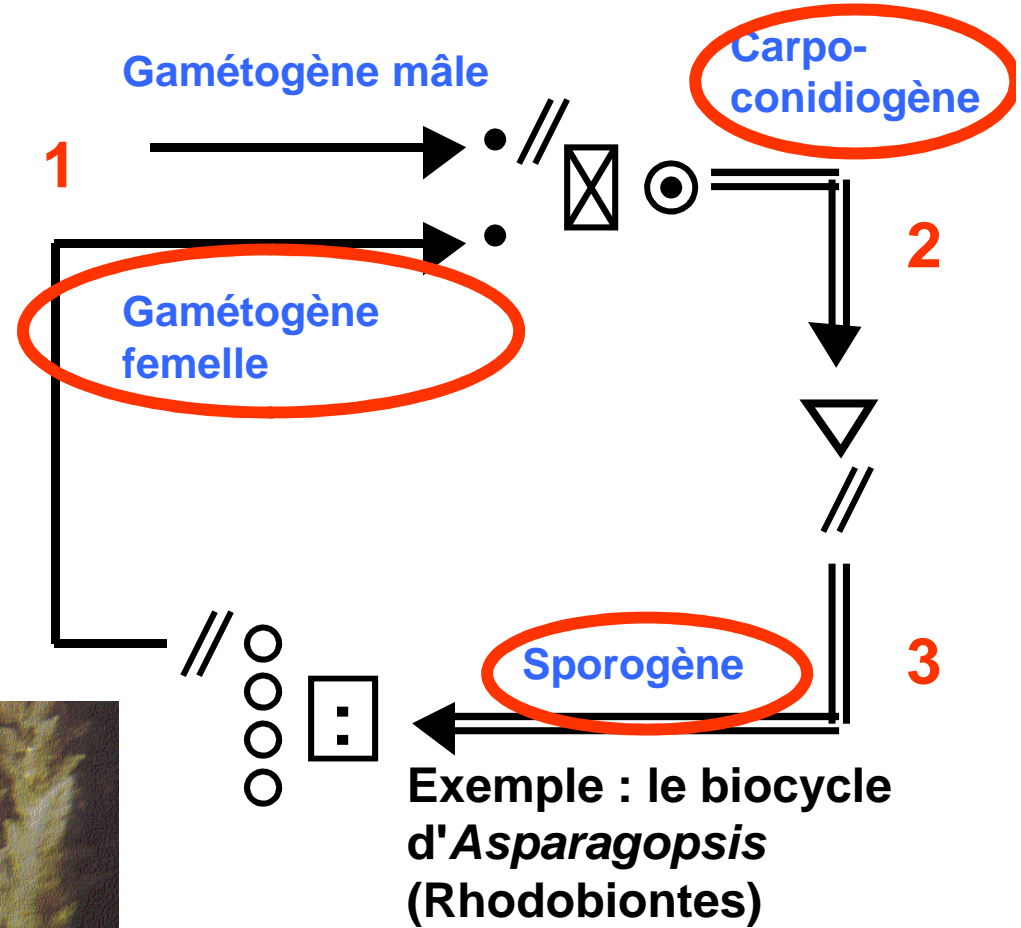 Gamétogène mâle
Carpo-
conidiogène
1
2
Gamétogène
femelle
Sporogène
3
Exemple : le biocycle
d'Asparagopsis
(Rhodobiontes)